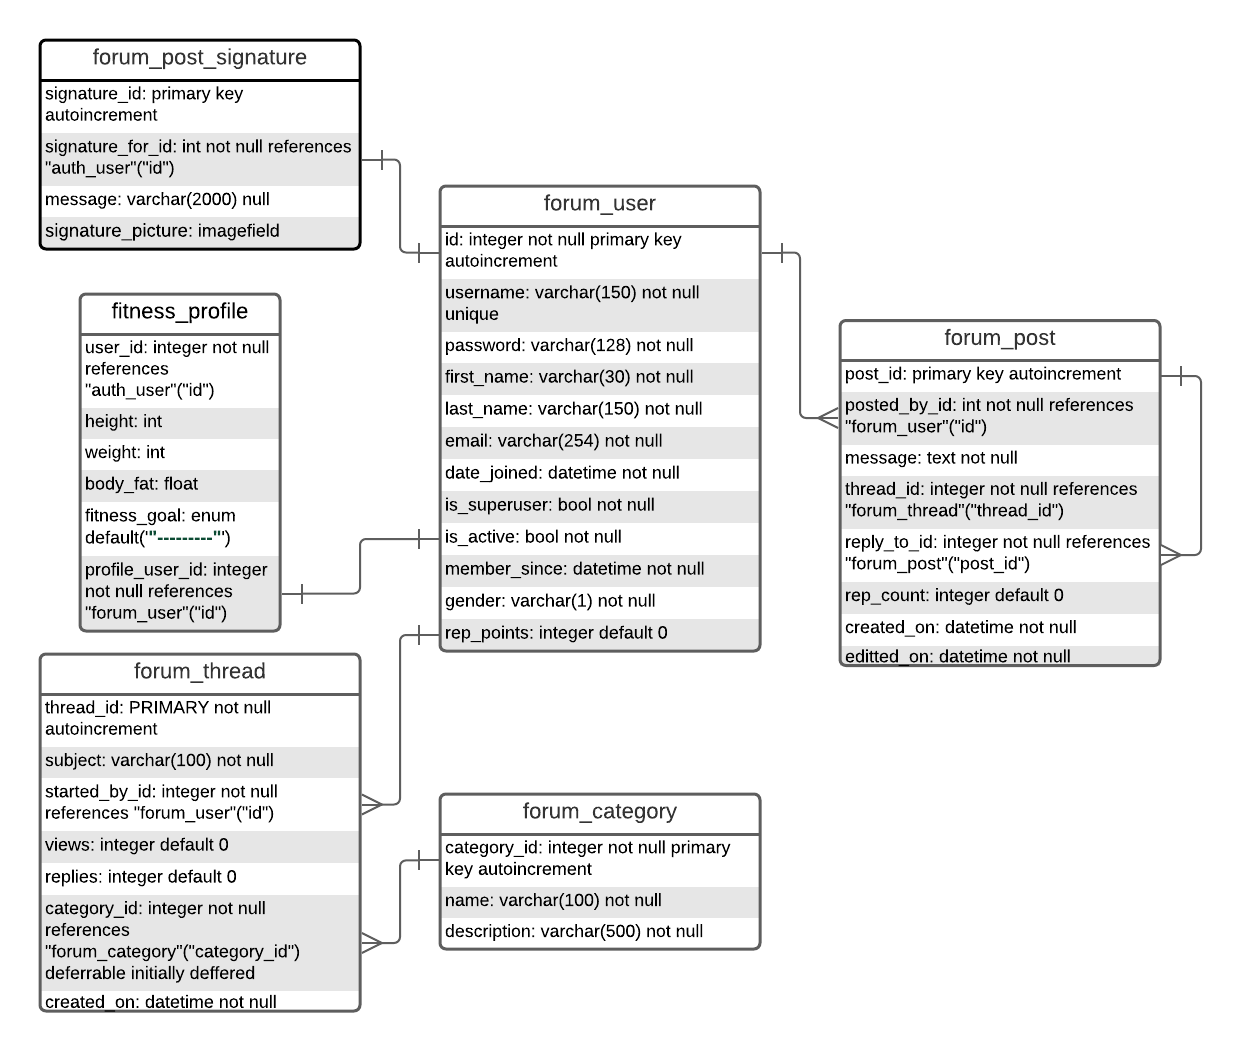 forum_post_signature
signature_id: primary key
autoincrement
signature_for_id: int not null references
"auth_user"("id")
message: varchar(2000) null
signature_picture: imagefield
fitness_profile
user_id: integer not null
references
"auth_user"("id")
height: int
weight: int
body_fat: float
fitness_goal: enum
default('"---------"')
profile_user_id: integer
not null references
"forum_user"("id")
forum_thread
thread_id: PRIMARY not null
autoincrement
subject: varchar(100) not null
started_by_id: integer not null
references "forum_user"("id")
views: integer default 0
replies: integer default 0
category_id: integer not null
references
"forum_category"("category_id")
deferrable initially deffered
created_on: datetime not null
forum_user
id: integer not null primary key
autoincrement
username: varchar(150) not null
unique
password: varchar(128) not null
first_name: varchar(30) not null
last_name: varchar(150) not null
email: varchar(254) not null
date_joined: datetime not null
is_superuser: bool not null
is_active: bool not null
member_since: datetime not null
gender: varchar(1) not null
rep_points: integer default 0
forum_category
category_id: integer not null primary
key autoincrement
name: varchar(100) not null
description: varchar(500) not null
forum_post
post_id: primary key autoincrement
posted_by_id: int not null references
"forum_user"("id")
message: text not null
thread_id: integer not null references
"forum_thread"("thread_id")
reply_to_id: integer not null references
"forum_post"("post_id")
rep_count: integer default 0
created_on: datetime not null
editted_on: datetime not null